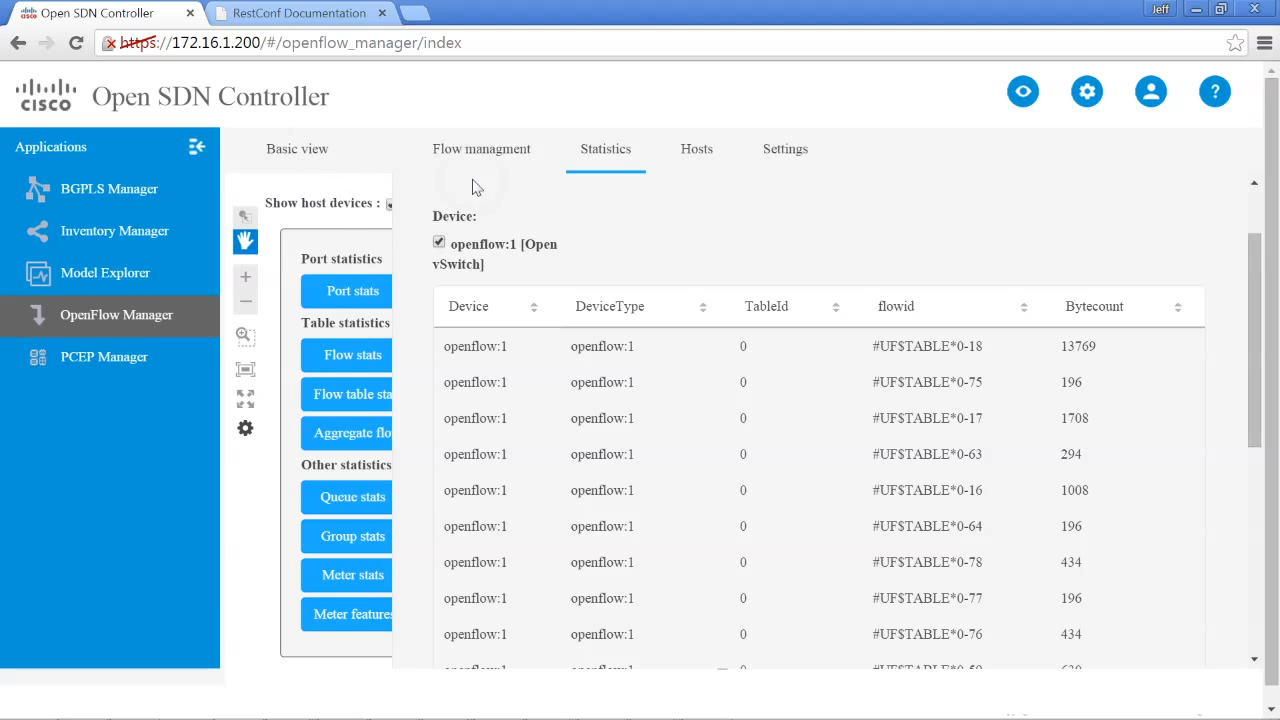 Open SDN Controller
RestConf Documentation
Jeff
https://172.16.1.200/#/openflow_manager/index
CISCO
Open SDN Controller
?
Applications
BGPLS Manager
Inventory Manager
Model Explorer
OpenFlow Manager
PCEP Manager
Basic view
Flow managment
Statistics
Hosts
Settings
Show host devices :
Port statistics
Port stats
Table statistics
Flow stats
Flow table sta
Aggregate flo
Other statistics
Queue stats
Group stats
Meter stats
Meter features
Device:
openflow:1 [Open
vSwitch]
Device DeviceType TableId flowid Bytecount
openflow:1 openflow:1 0 #UF$TABLE*0-18 13769
openflow:1 openflow:1 0 #UF$TABLE*0-75 196
openflow:1 openflow:1 0 #UF$TABLE*0-17 1708
openflow:1 openflow:1 0 #UF$TABLE*0-63 294
openflow:1 openflow:1 0 #UF$TABLE*0-16 1008
openflow:1 openflow:1 0 #UF$TABLE*0-64 196
openflow:1 openflow:1 0 #UF$TABLE*0-78 434
openflow:1 openflow:1 0 #UF$TABLE*0-77 196
openflow:1 openflow:1 0 #UF$TABLE*0-76 434